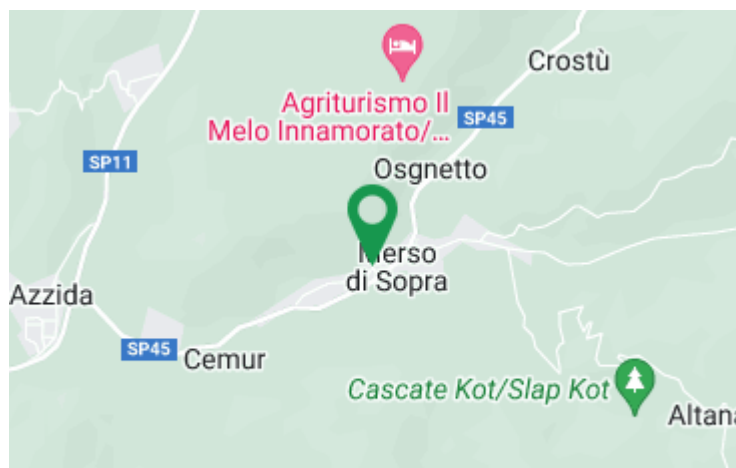 Crostù
Agriturismo Il
Melo Innamorato/...
SP45
SP11
Osgnetto
Merso
di Sopra
Azzida
SP45
Cemur
Cascate Kot/Slap Kot
Altana